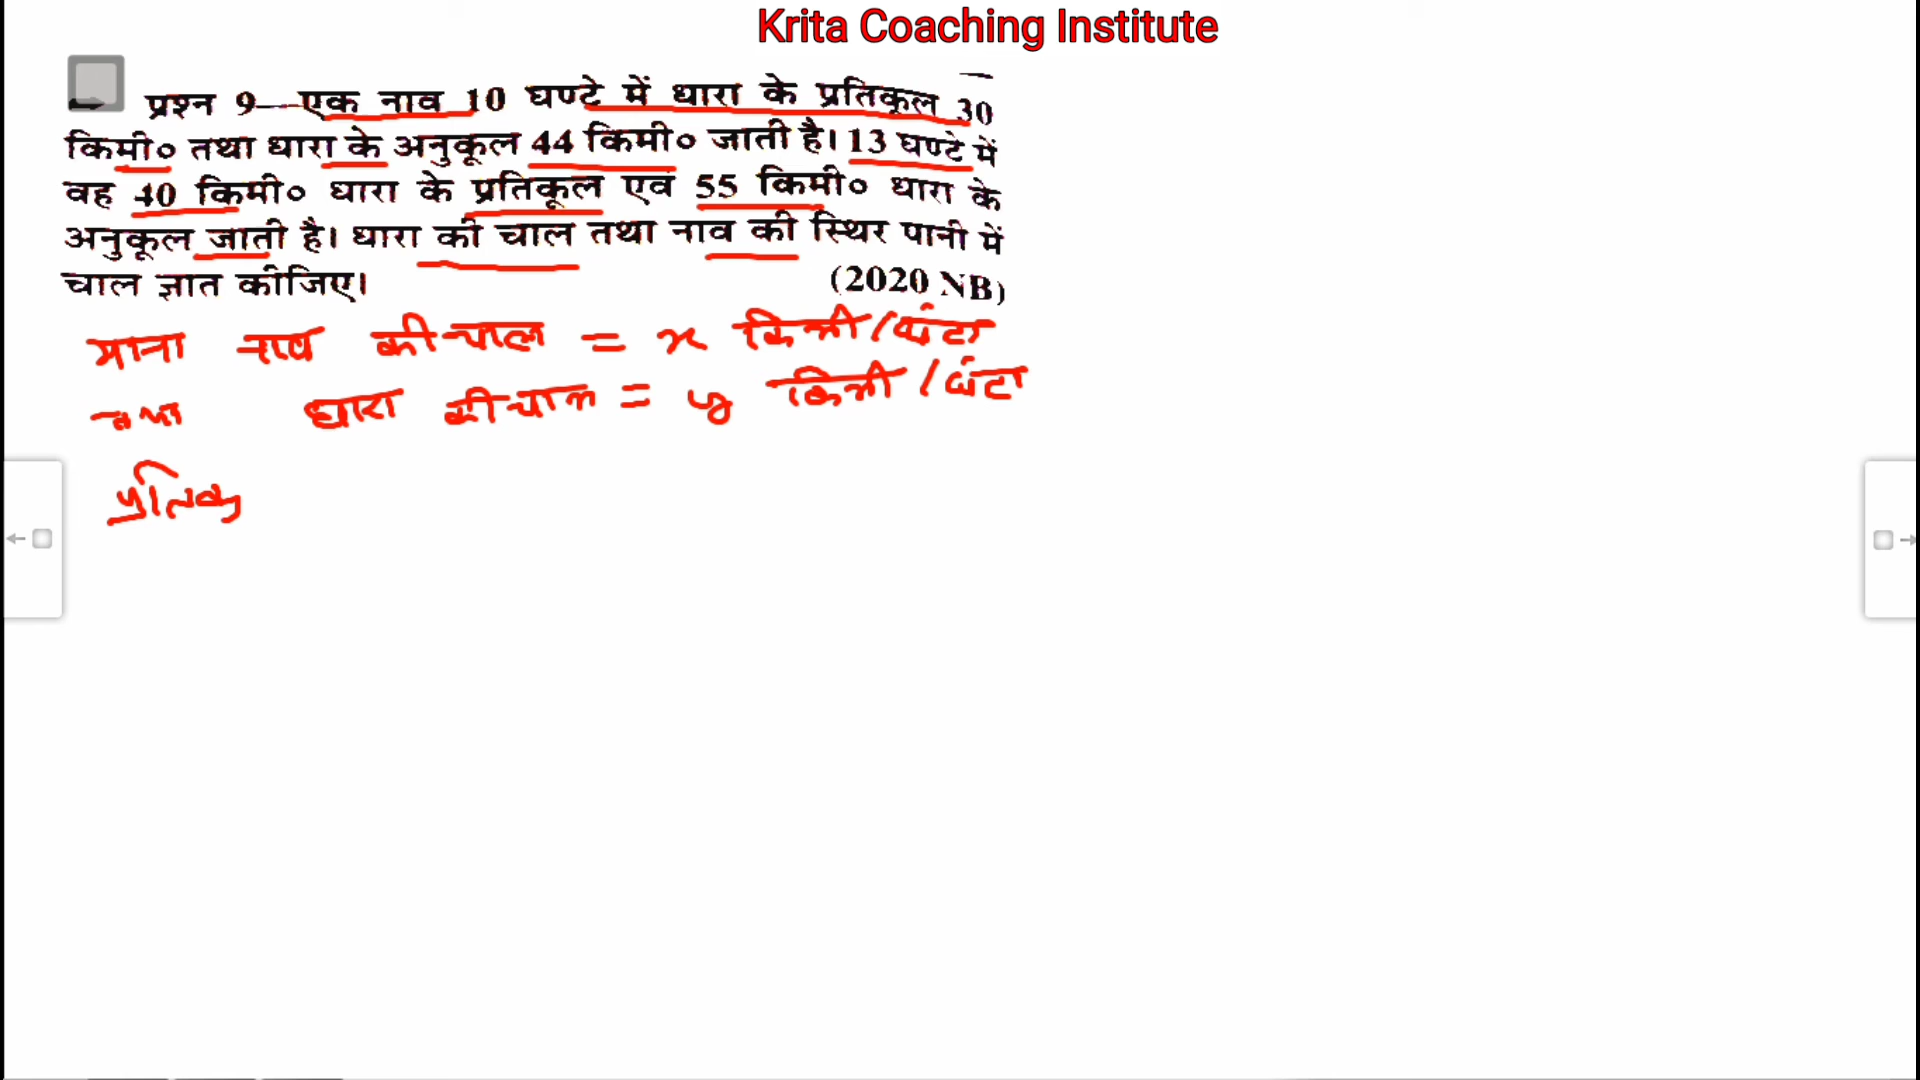 Krita Coaching Institute
प्रश्न 9—एक नाव 10 घण्टे में धारा के प्रतिकूल 30
किमी० तथा धारा के अनुकूल 44 किमी० जाती है। 13 घण्टे में
वह 40 किमी० धारा के प्रतिकूल एवं 55 किमी० धारा के
अनुकूल जाती है। धारा की चाल तथा नाव की स्थिर पानी में
चाल ज्ञात कीजिए। (2020 NB)
माना नाव की चाल = x किमी/घंटा
तथा धारा की चाल = y किमी/घंटा
प्रतिकू